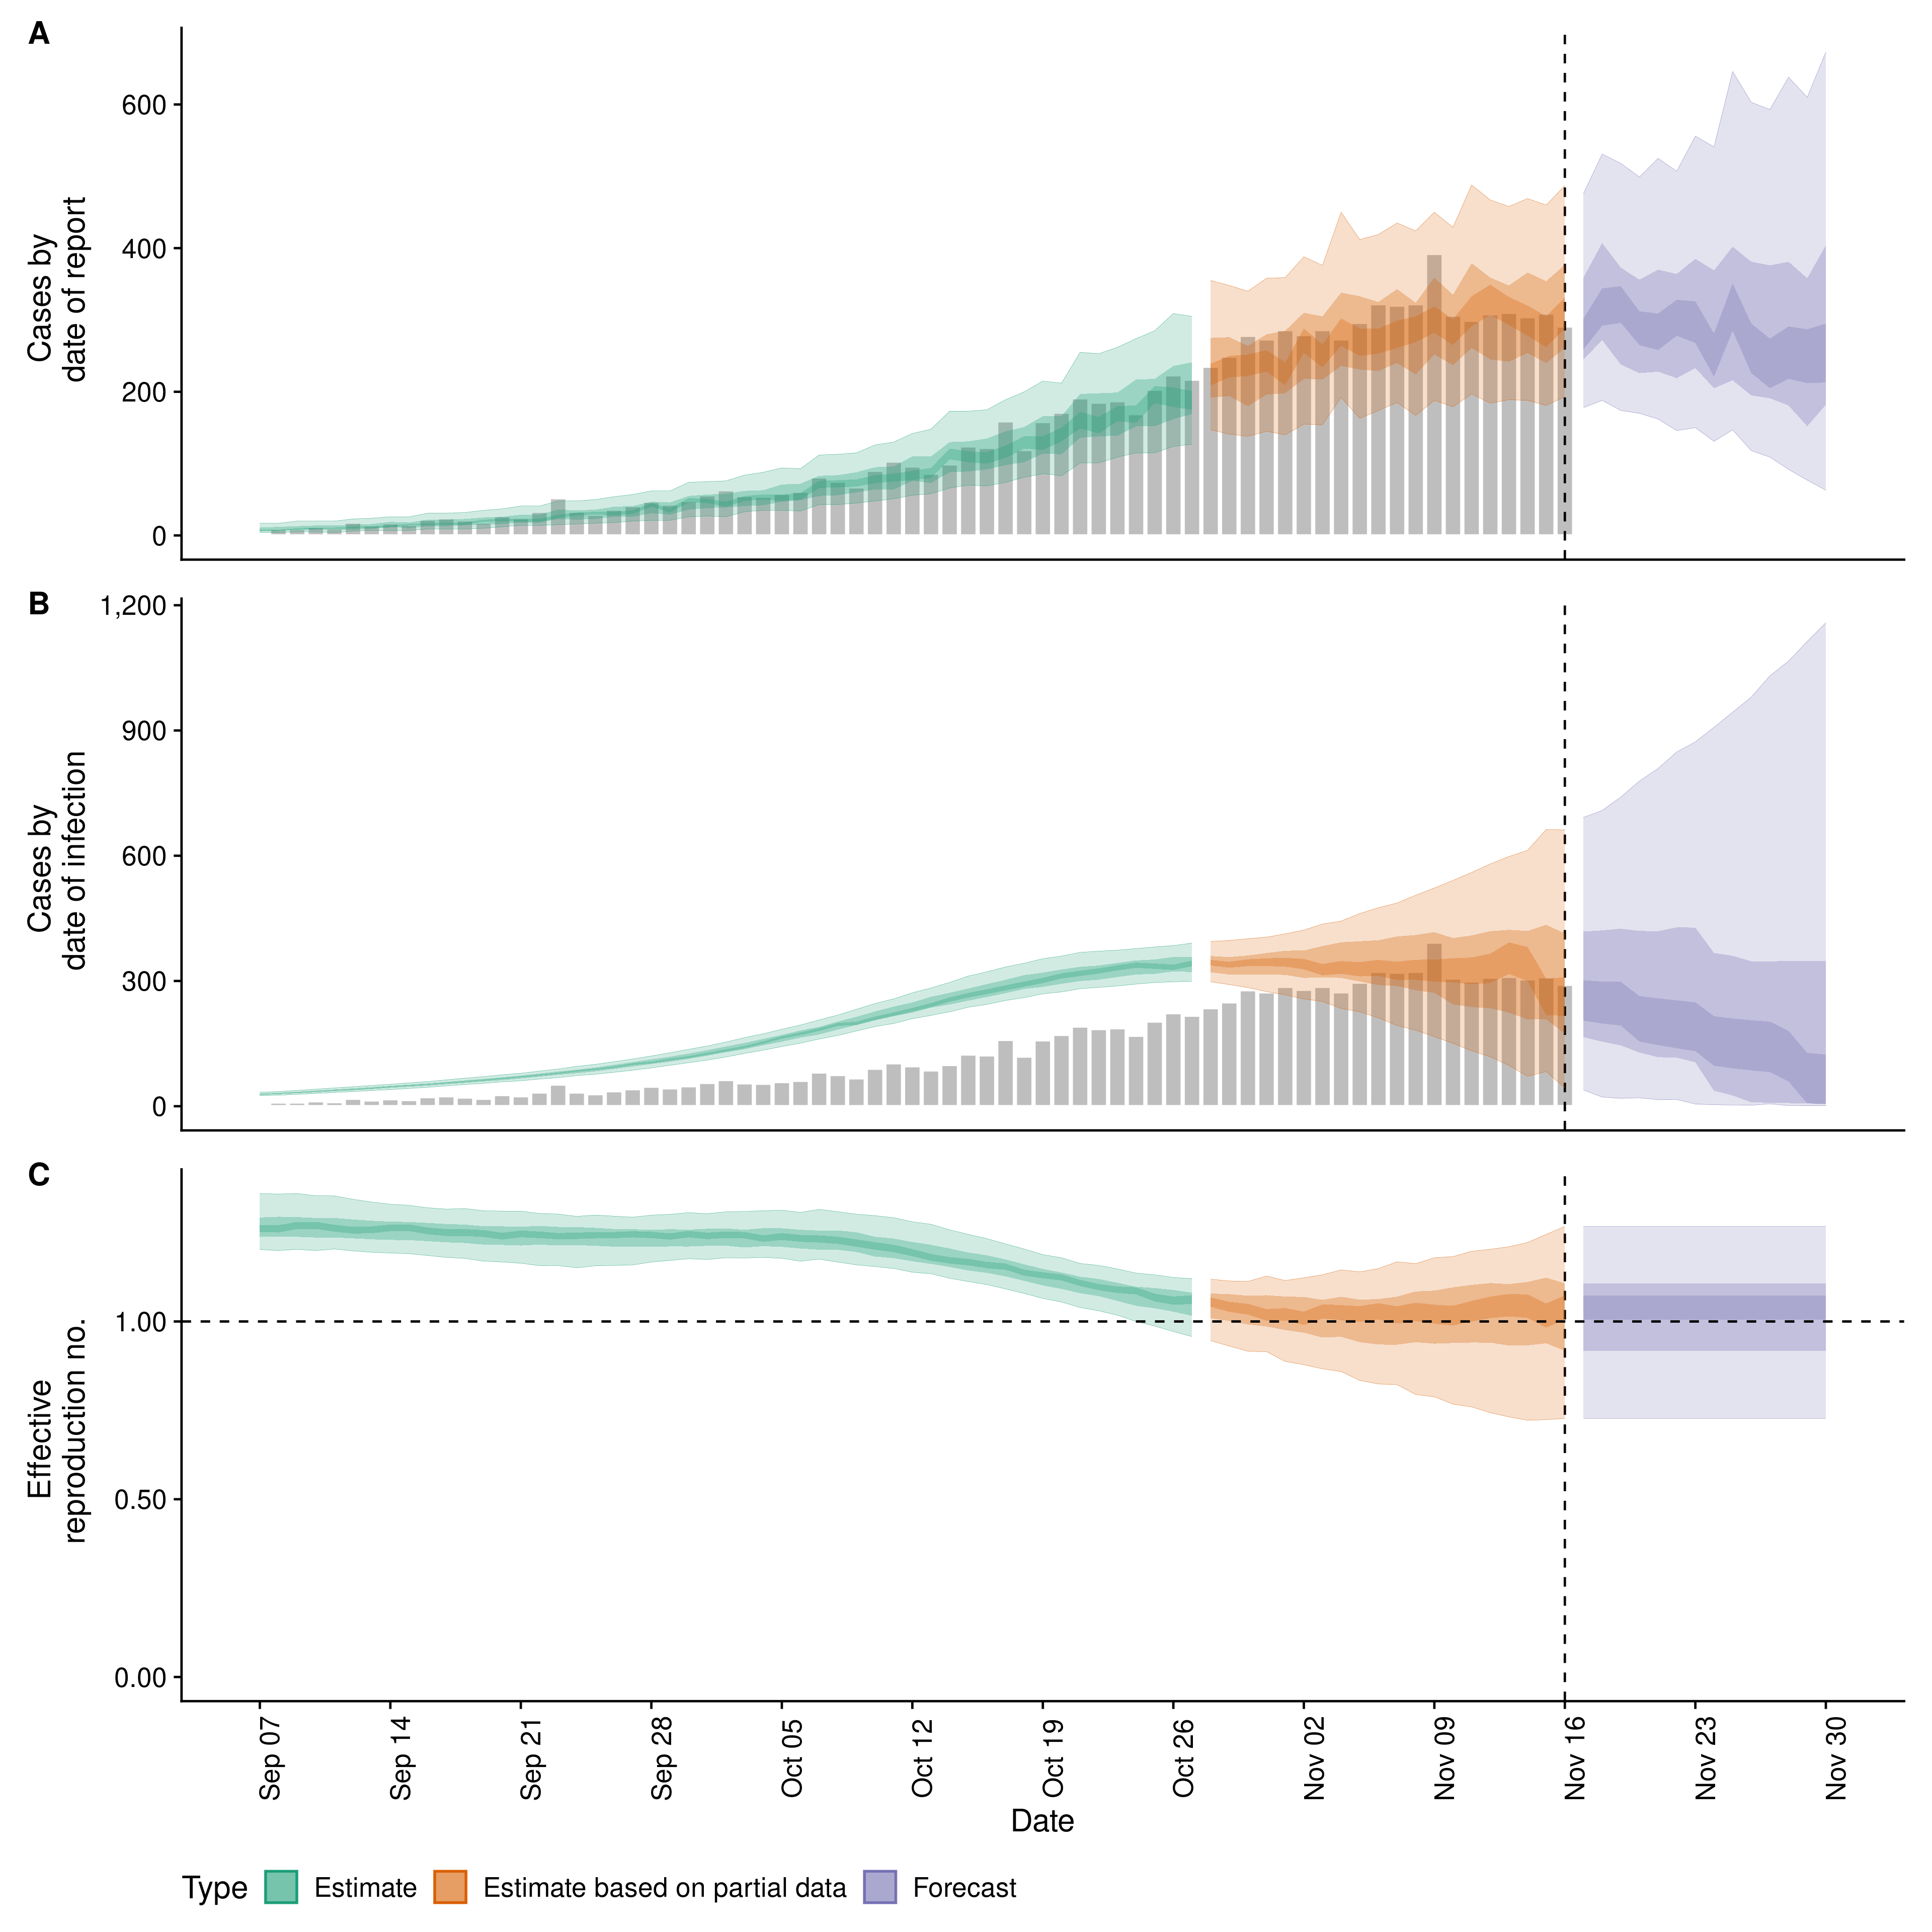 A
Cases by
date of report
600
400
200
0
B
Cases by
date of infection
1,200
900
600
300
0
C
Effective
reproduction no.
1.00
0.50
0.00
Sep 07
Sep 14
Sep 21
Sep 28
Oct 05
Oct 12
Oct 19
Oct 26
Nov 02
Nov 09
Nov 16
Nov 23
Nov 30
Date
Type Estimate Estimate based on partial data Forecast